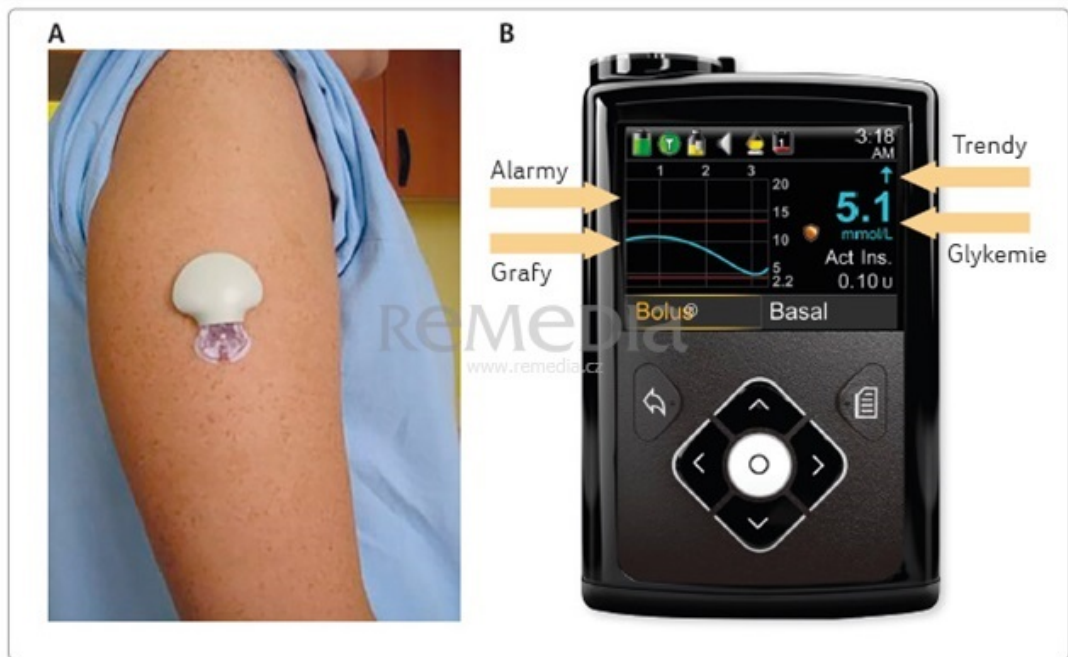 A
B
Alarmy
Grafy
3:18
AM
1 2 3
20
15
10
5
2.2
5.1
mmol/L
Act Ins.
0.10 u
Bolus®
Basal
Trendy
Glykemie
ReMeDIA
www.remedia.cz
T
1